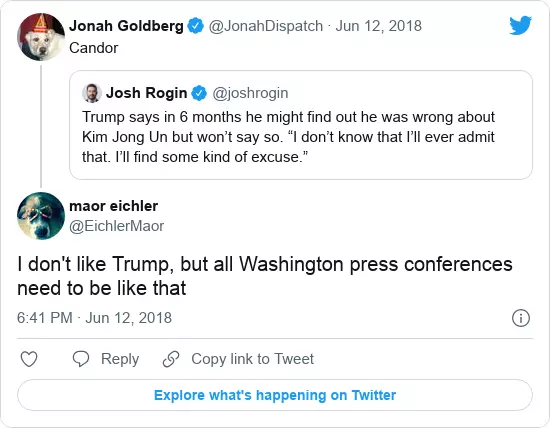 Jonah Goldberg @JonahDispatch · Jun 12, 2018
Candor
Josh Rogin @joshrogin
Trump says in 6 months he might find out he was wrong about
Kim Jong Un but won’t say so. “I don’t know that I’ll ever admit
that. I’ll find some kind of excuse.”
maor eichler
@EichlerMaor
I don't like Trump, but all Washington press conferences
need to be like that
6:41 PM · Jun 12, 2018
Reply Copy link to Tweet
Explore what's happening on Twitter